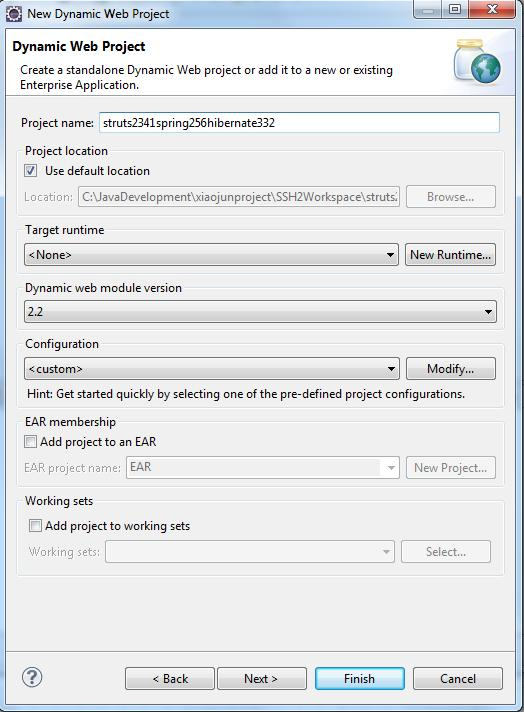 New Dynamic Web Project
Dynamic Web Project
Create a standalone Dynamic Web project or add it to a new or existing
Enterprise Application.
Project name: struts2341spring256hibernate332
Project location
Use default location
Location: C:\JavaDevelopment\xiaojunproject\SSH2Workspace\struts2 Browse...
Target runtime
<None> New Runtime...
Dynamic web module version
2.2
Configuration
<custom> Modify...
Hint: Get started quickly by selecting one of the pre-defined project configurations.
EAR membership
Add project to an EAR
EAR project name: EAR New Project...
Working sets
Add project to working sets
Working sets: Select...
? < Back Next > Finish Cancel